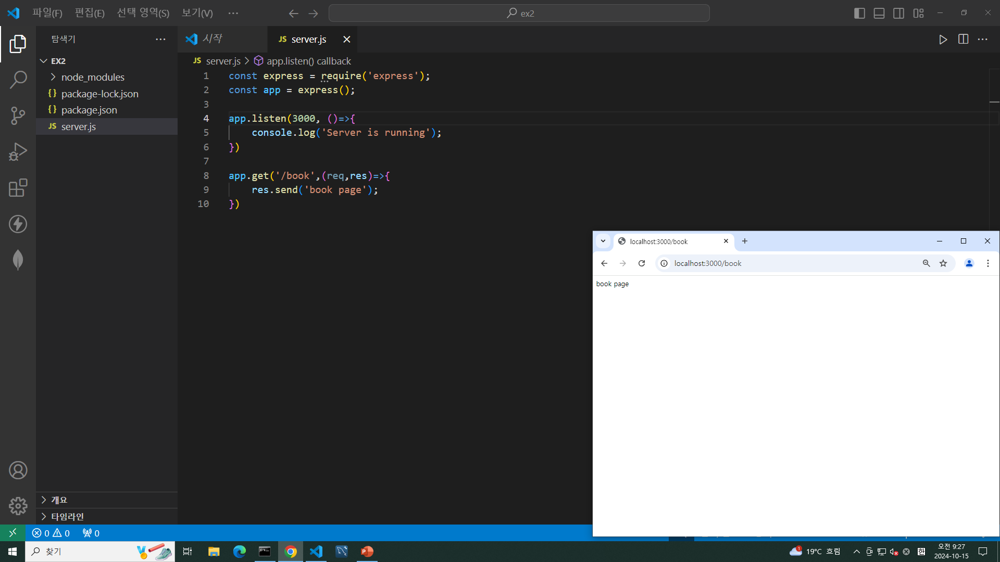 파일(F) 편집(E) 선택 영역(S) 보기(V) ···
ex2
탐색기
시작
JS server.js
JS server.js > app.listen() callback
EX2
node_modules
{} package-lock.json
{} package.json
JS server.js
1 const express = require('express');
2 const app = express();
3
4 app.listen(3000, ()=>{
5 console.log('Server is running');
6 })
7
8 app.get('/book',(req,res)=>{
9 res.send('book page');
10 })
localhost:3000/book
localhost:3000/book
book page
개요
타임라인
0 0 0
찾기
1 19°C 흐림
한
오전 9:27
2024-10-15